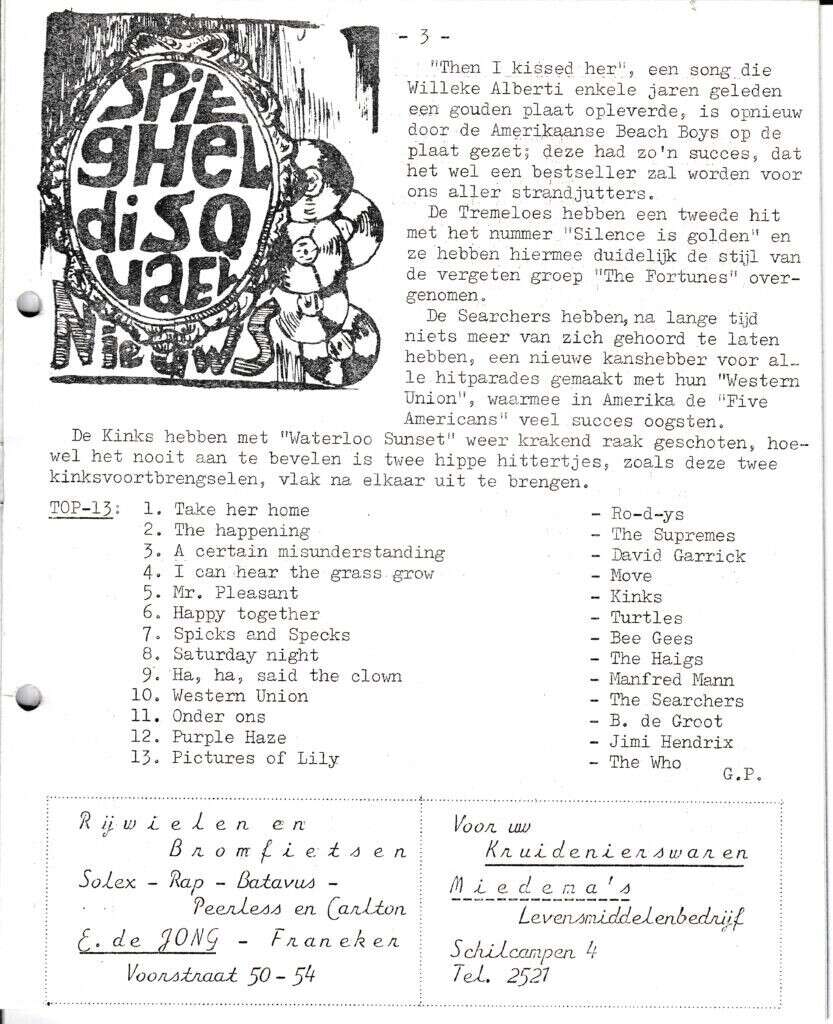 - 3 -
SPIE
GHEL
diSQ
UAEL
NIEUWS
"Then I kissed her", een song die
Willeke Alberti enkele jaren geleden
een gouden plaat opleverde, is opnieuw
door de Amerikaanse Beach Boys op de
plaat gezet; deze had zo'n succes, dat
het wel een bestseller zal worden voor
ons aller strandjutters.
De Tremeloes hebben een tweede hit
met het nummer "Silence is golden" en
ze hebben hiermee duidelijk de stijl van
de vergeten groep "The Fortunes" over-
genomen.
De Searchers hebben, na lange tijd
niets meer van zich gehoord te laten
hebben, een nieuwe kanshebber voor al-
le hitparades gemaakt met hun "Western
Union", waarmee in Amerika de "Five
Americans" veel succes oogsten.
De Kinks hebben met "Waterloo Sunset" weer krakend raak geschoten, hoe-
wel het nooit aan te bevelen is twee hippe hittertjes, zoals deze twee
kinksvoortbrengselen, vlak na elkaar uit te brengen.
TOP-13: 1. Take her home - Ro-d-ys
2. The happening - The Supremes
3. A certain misunderstanding - David Garrick
4. I can hear the grass grow - Move
5. Mr. Pleasant - Kinks
6. Happy together - Turtles
7. Spicks and Specks - Bee Gees
8. Saturday night - The Haigs
9. Ha, ha, said the clown - Manfred Mann
10. Western Union - The Searchers
11. Onder ons - B. de Groot
12. Purple Haze - Jimi Hendrix
13. Pictures of Lily - The Who
G.P.
Rijwielen en
Bromfietsen
Solex - Rap - Batavus -
Peerless en Carlton
E. de JONG - Franeker
Voorstraat 50-54
Voor uw
Kruidenierswaren
Miedema's
Levensmiddelenbedrijf
Schilcampen 4
Tel. 2521